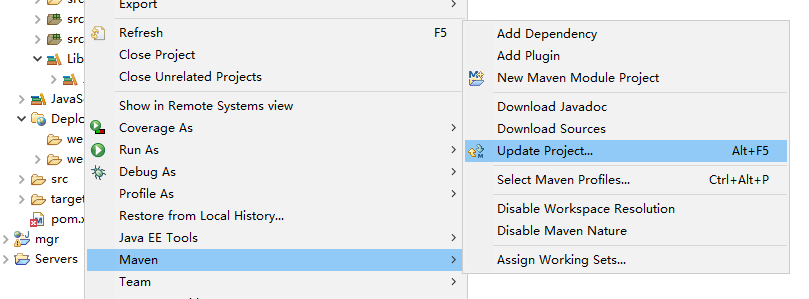 src
src
src
Lib
JavaSc
Deplo
we
we
src
target
pom.x
mgr
Servers
Export
Refresh F5
Close Project
Close Unrelated Projects
Show in Remote Systems view
Coverage As
Run As
Debug As
Profile As
Restore from Local History...
Java EE Tools
Maven
Team
Add Dependency
Add Plugin
New Maven Module Project
Download Javadoc
Download Sources
Update Project... Alt+F5
Select Maven Profiles... Ctrl+Alt+P
Disable Workspace Resolution
Disable Maven Nature
Assign Working Sets...